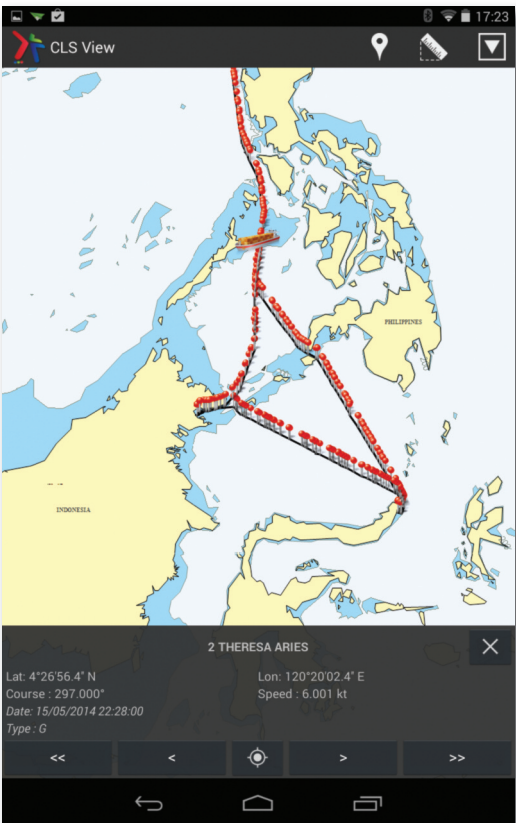 17:23
CLS View
PHILIPPINES
INDONESIA
2 THERESA ARIES
Lat: 4°26'56.4" N Lon: 120°20'02.4" E
Course : 297.000° Speed : 6.001 kt
Date: 15/05/2014 22:28:00
Type : G
<< < > >>